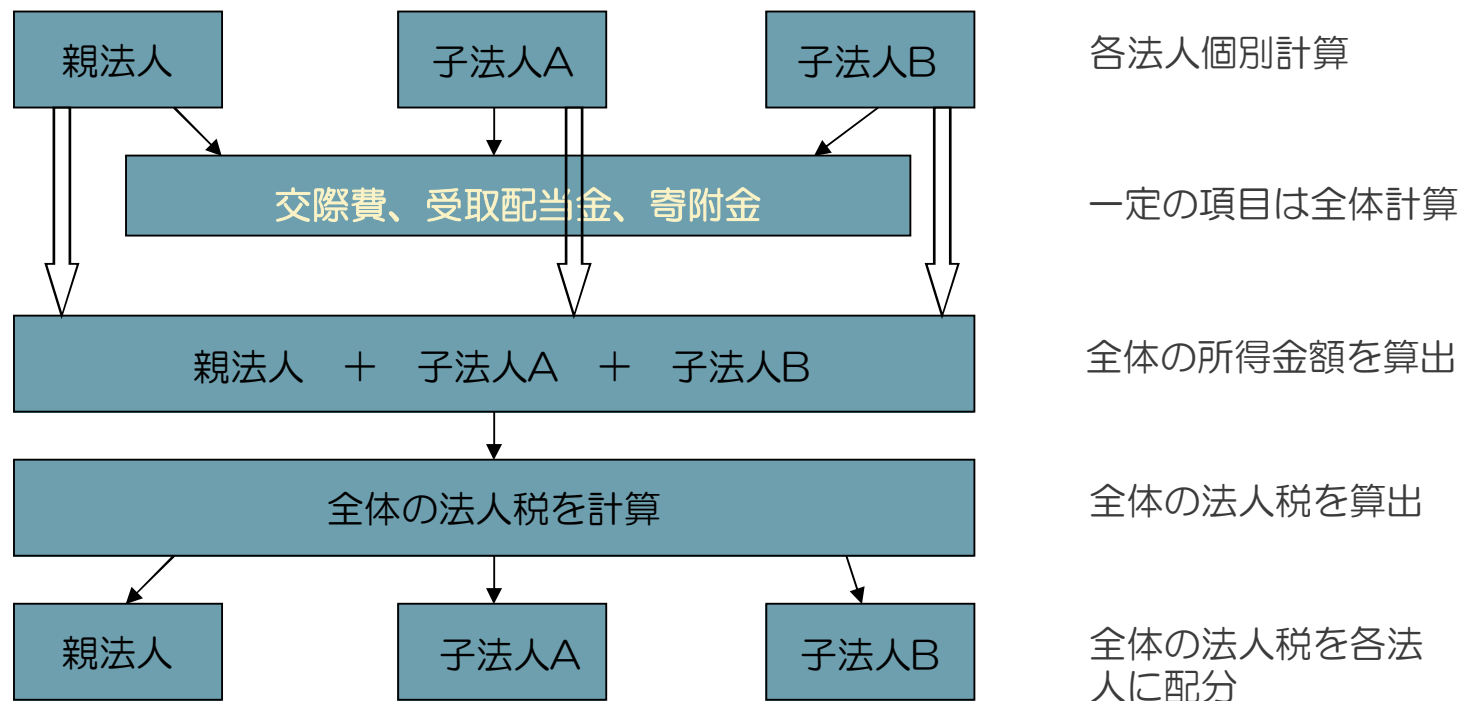 親法人
子法人A
子法人B
各法人個別計算
交際費、受取配当金、寄附金
一定の項目は全体計算
親法人　＋　子法人A　＋　子法人B
全体の所得金額を算出
全体の法人税を計算
全体の法人税を算出
親法人
子法人A
子法人B
全体の法人税を各法
人に配分